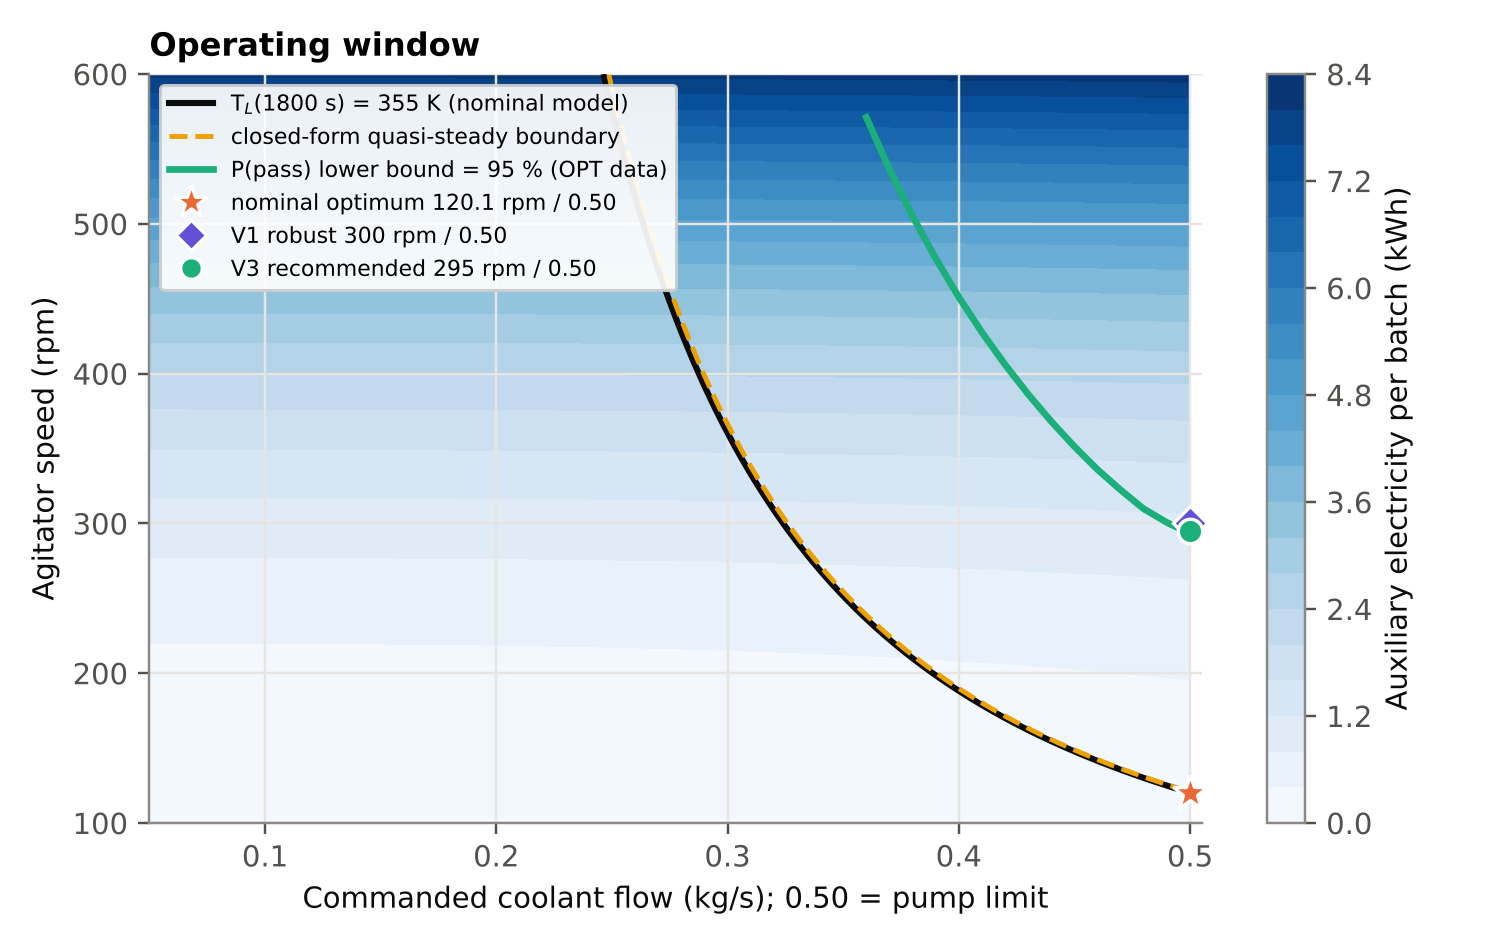 Operating window
600
500
400
300
200
100
Agitator speed (rpm)
T_L(1800 s) = 355 K (nominal model)
closed-form quasi-steady boundary
P(pass) lower bound = 95 % (OPT data)
nominal optimum 120.1 rpm / 0.50
V1 robust 300 rpm / 0.50
V3 recommended 295 rpm / 0.50
0.1
0.2
0.3
0.4
0.5
Commanded coolant flow (kg/s); 0.50 = pump limit
8.4
7.2
6.0
4.8
3.6
2.4
1.2
0.0
Auxiliary electricity per batch (kWh)